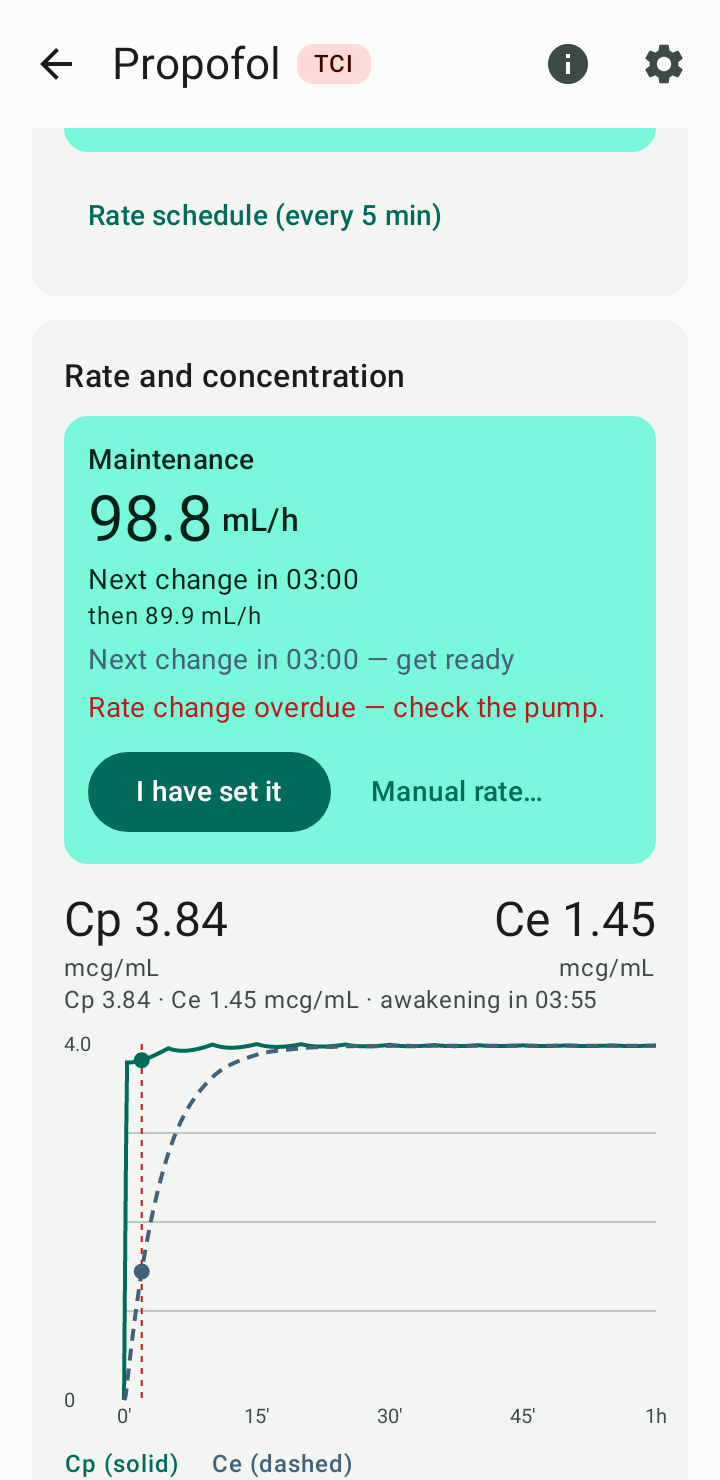 Propofol TCI
Rate schedule (every 5 min)
Rate and concentration
Maintenance
98.8 mL/h
Next change in 03:00
then 89.9 mL/h
Next change in 03:00 — get ready
Rate change overdue — check the pump.
I have set it Manual rate…
Cp 3.84 Ce 1.45
mcg/mL mcg/mL
Cp 3.84 · Ce 1.45 mcg/mL · awakening in 03:55
4.0
0
0' 15' 30' 45' 1h
Cp (solid) Ce (dashed)